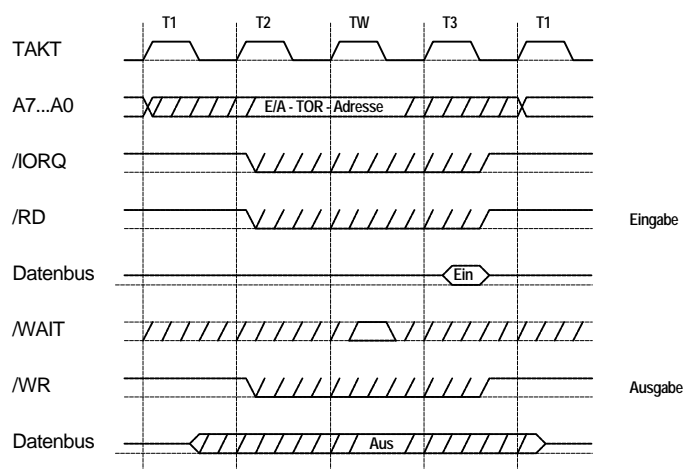 T1 T2 TW T3 T1
TAKT
A7...A0 E/A - TOR - Adresse
/IORQ
/RD Eingabe
Datenbus Ein
/WAIT
/WR Ausgabe
Datenbus Aus